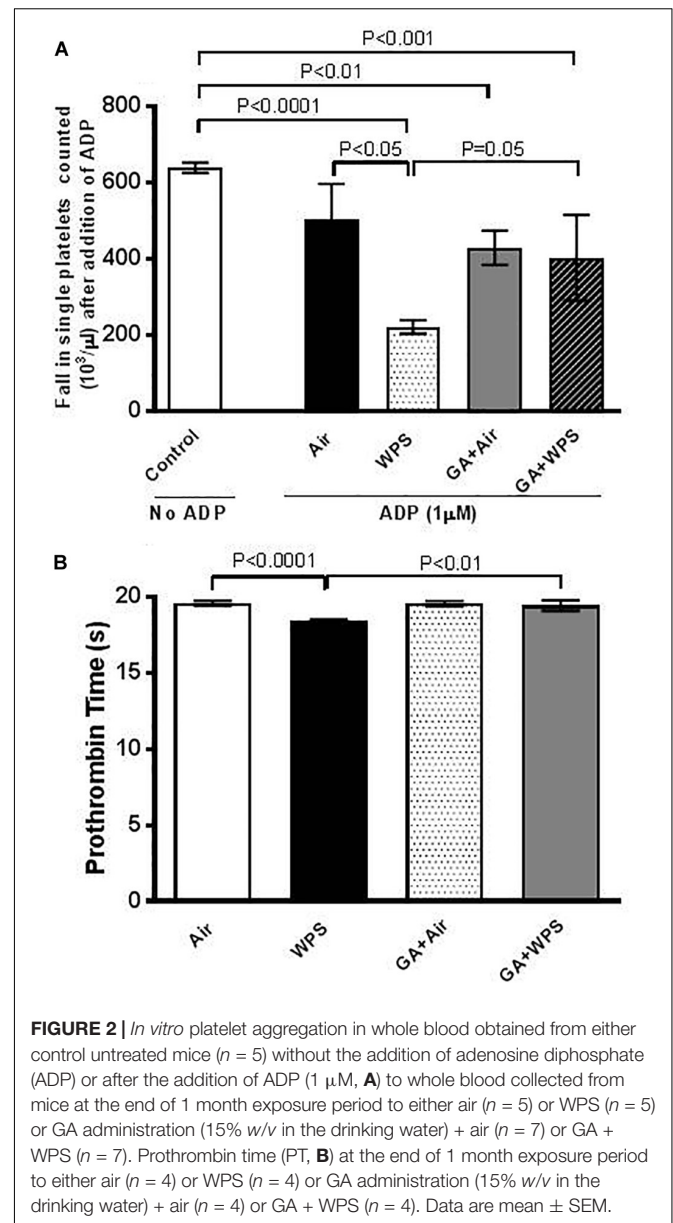 A
P<0.001
P<0.01
P<0.0001
P<0.05
P=0.05
Fall in single platelets counted
(10³/µl) after addition of ADP
800
600
400
200
0
Control
Air
WPS
GA+Air
GA+WPS
No ADP
ADP (1µM)
B
P<0.0001
P<0.01
Prothrombin Time (s)
20
15
10
5
0
Air
WPS
GA+Air
GA+WPS
FIGURE 2 | In vitro platelet aggregation in whole blood obtained from either
control untreated mice (n = 5) without the addition of adenosine diphosphate
(ADP) or after the addition of ADP (1 µM, A) to whole blood collected from
mice at the end of 1 month exposure period to either air (n = 5) or WPS (n = 5)
or GA administration (15% w/v in the drinking water) + air (n = 7) or GA +
WPS (n = 7). Prothrombin time (PT, B) at the end of 1 month exposure period
to either air (n = 4) or WPS (n = 4) or GA administration (15% w/v in the
drinking water) + air (n = 4) or GA + WPS (n = 4). Data are mean ± SEM.